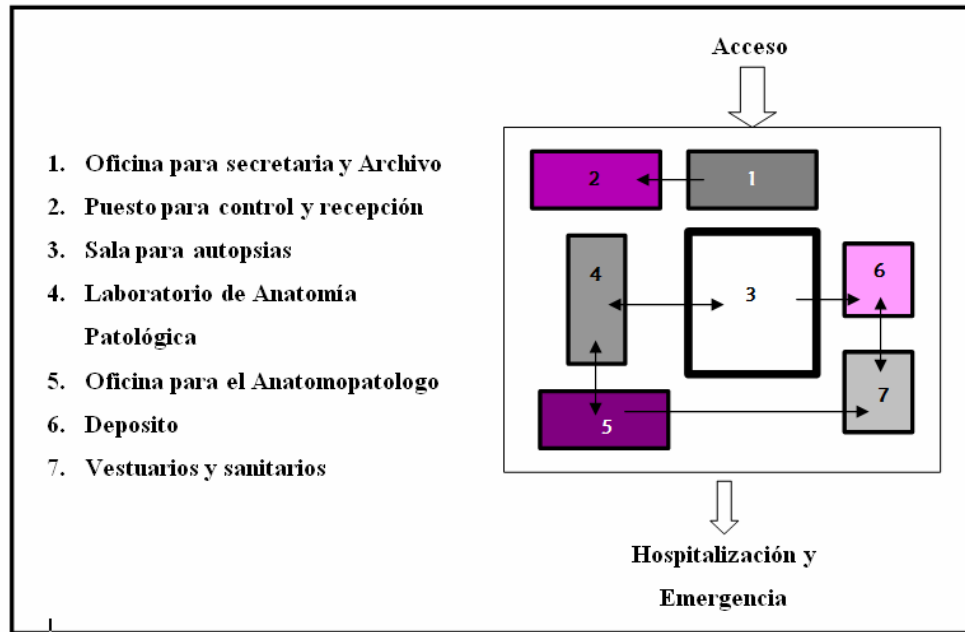 Acceso
1. Oficina para secretaria y Archivo
2. Puesto para control y recepción
3. Sala para autopsias
4. Laboratorio de Anatomía
Patológica
5. Oficina para el Anatomopatologo
6. Deposito
7. Vestuarios y sanitarios
2
1
4
3
6
5
7
Hospitalización y
Emergencia